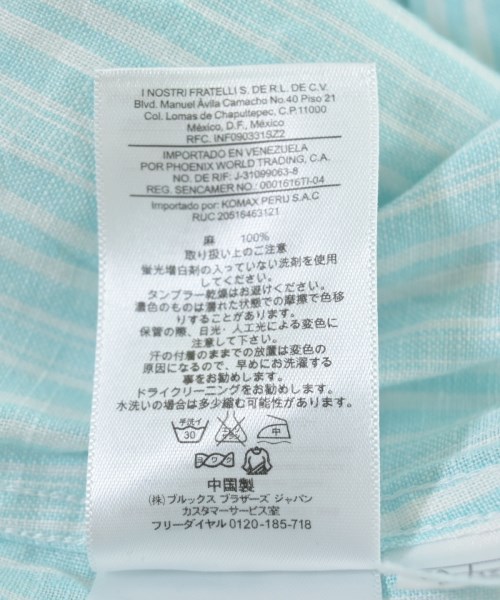 I NOSTRI FRATELLI S. DE R.L. DE C.V.
Blvd. Manuel Ávila Camacho No.40 Piso 21
Col. Lomas de Chapultepec, C.P.11000
México, D.F., México
RFC. INF090331SZ2
IMPORTADO EN VENEZUELA
POR PHOENIX WORLD TRADING, C.A.
NO. DE RIF: J-31099063-8
REG. SENCAMER NO.: 0001616TI-04
Importado por: KOMAX PERU S.A.C
RUC 20516463121
麻 100%
取り扱い上のご注意
蛍光増白剤の入っていない洗剤を使用
してください。
タンブラー乾燥はお避けください。
濃色のものは濡れた状態での摩擦で色移
りすることがあります。
保管の際、日光・人工光による変色に
注意して下さい。
汗の付着のままでの放置は変色の
原因になるので、早めにお洗濯する
事をお勧めします。
ドライクリーニングをお勧めします。
水洗いの場合は多少縮む可能性があります。
手洗イ
30
中
中国製
(株)ブルックス ブラザーズ ジャパン
カスタマーサービス室
フリーダイヤル 0120-185-718